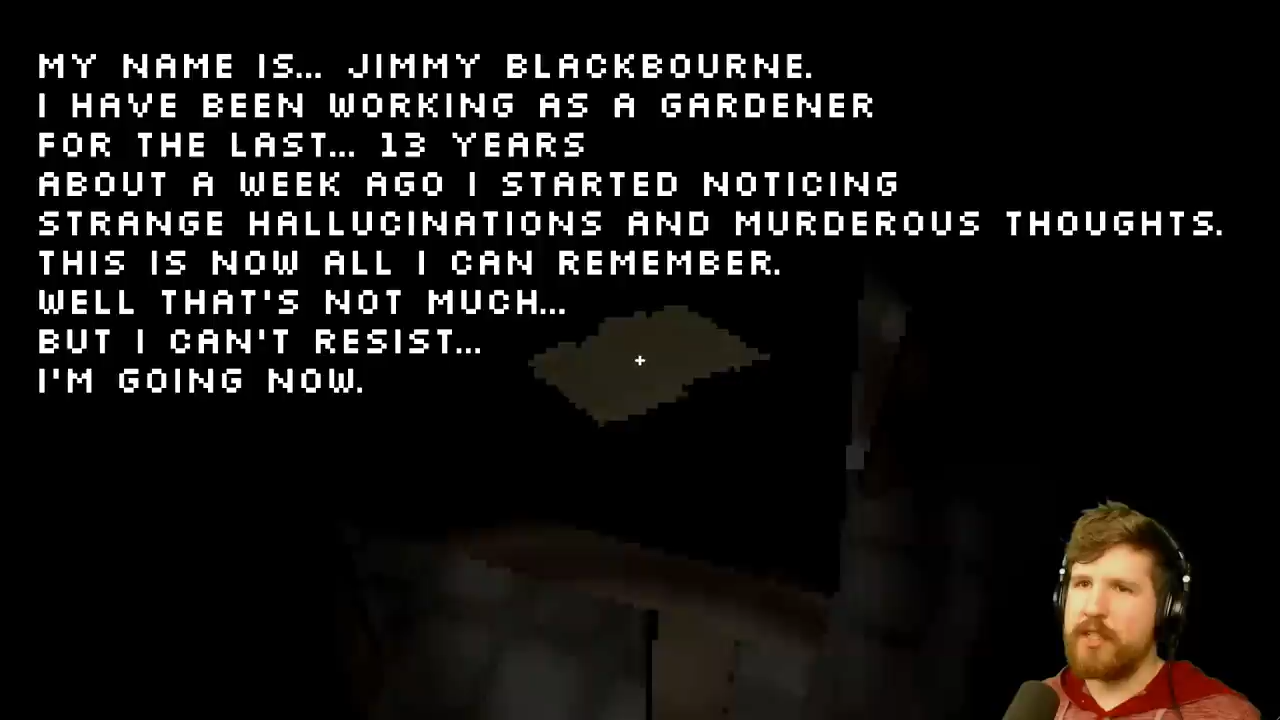 MY NAME IS... JIMMY BLACKBOURNE.
I HAVE BEEN WORKING AS A GARDENER
FOR THE LAST... 13 YEARS
ABOUT A WEEK AGO I STARTED NOTICING
STRANGE HALLUCINATIONS AND MURDEROUS THOUGHTS.
THIS IS NOW ALL I CAN REMEMBER.
WELL THAT'S NOT MUCH...
BUT I CAN'T RESIST...
I'M GOING NOW.